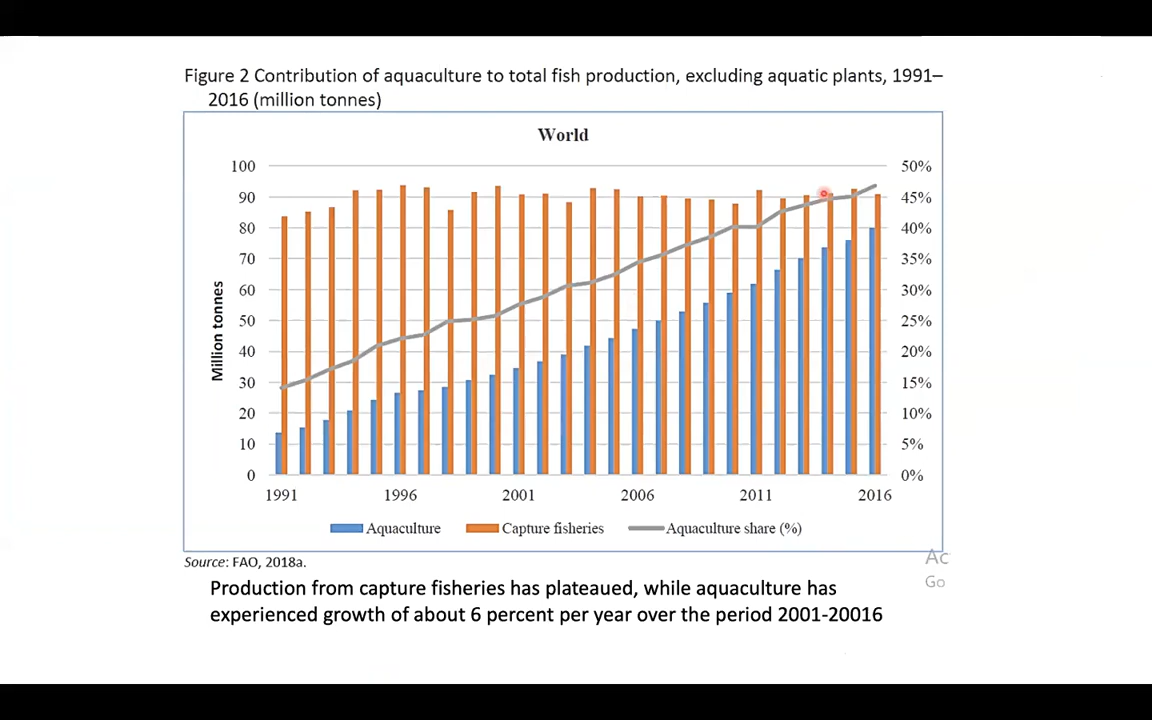 Figure 2 Contribution of aquaculture to total fish production, excluding aquatic plants, 1991–
2016 (million tonnes)
World
100
90
80
70
60
50
40
30
20
10
0
Million tonnes
50%
45%
40%
35%
30%
25%
20%
15%
10%
5%
0%
1991 1996 2001 2006 2011 2016
Aquaculture Capture fisheries Aquaculture share (%)
Source: FAO, 2018a.
Ac
Go
Production from capture fisheries has plateaued, while aquaculture has
experienced growth of about 6 percent per year over the period 2001-20016